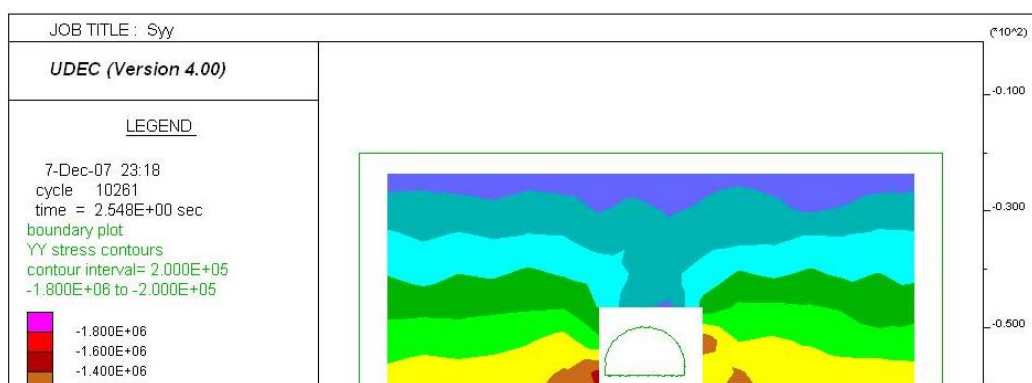 JOB TITLE : Syy
(*10^2)
UDEC (Version 4.00)
LEGEND
7-Dec-07 23:18
cycle 10261
time = 2.548E+00 sec
boundary plot
YY stress contours
contour interval= 2.000E+05
-1.800E+06 to -2.000E+05
-1.800E+06
-1.600E+06
-1.400E+06
-0.100
-0.300
-0.500